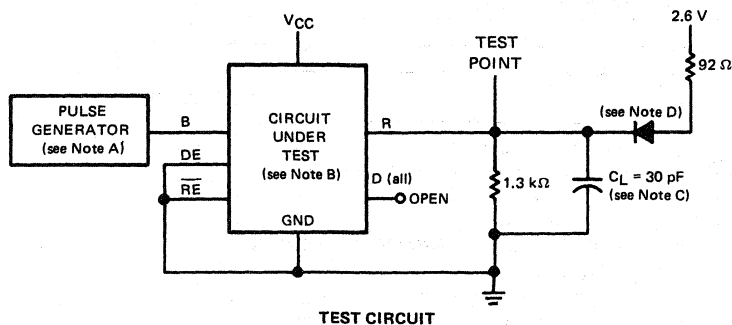 VCC
2.6 V
TEST
POINT
92 Ω
PULSE
GENERATOR
(see Note A)
B
DE
RE
CIRCUIT
UNDER
TEST
(see Note B)
GND
R
D (all)
OPEN
(see Note D)
1.3 kΩ
CL = 30 pF
(see Note C)
TEST CIRCUIT